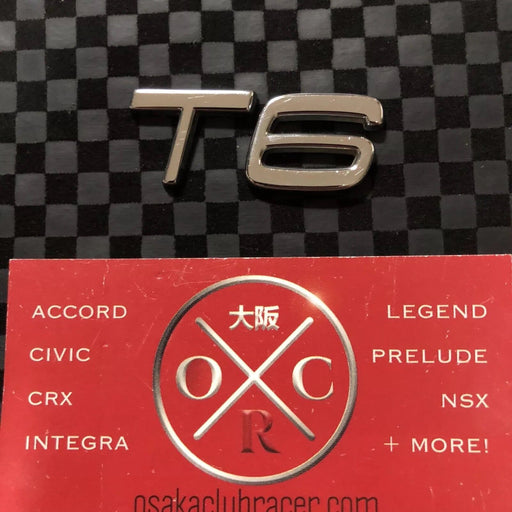 T6
ACCORD
CIVIC
CRX
INTEGRA
大阪
O C
R
LEGEND
PRELUDE
NSX
+ MORE!
osakaclubracer.com